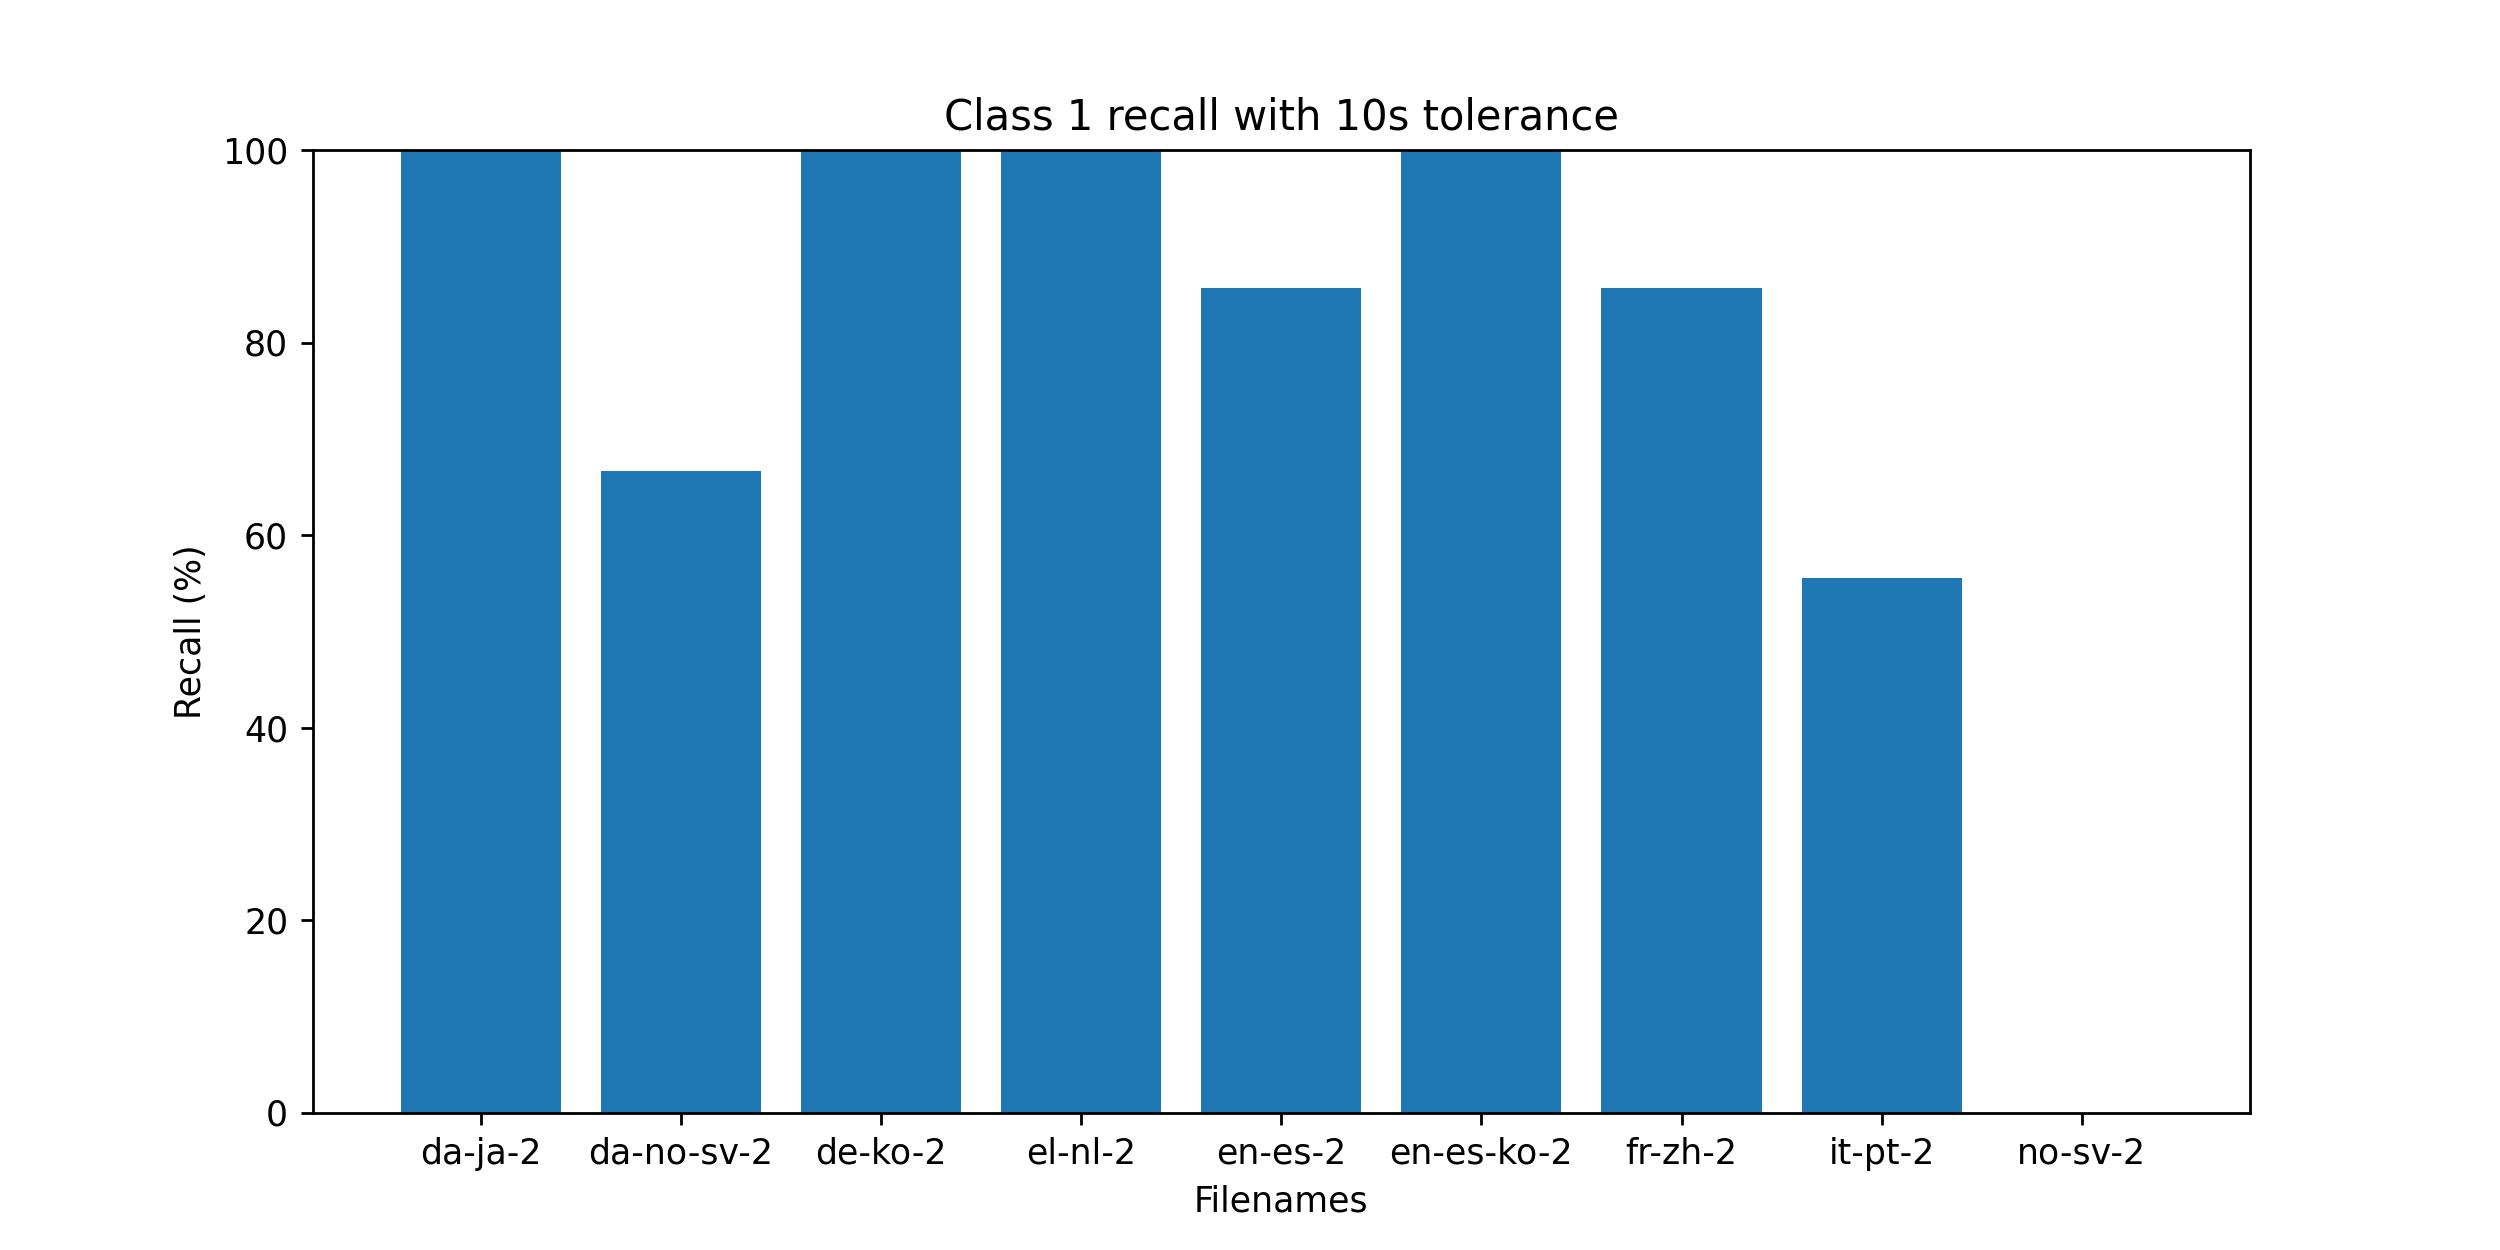 Class 1 recall with 10s tolerance
100
80
60
40
20
0
Recall (%)
da-ja-2 da-no-sv-2 de-ko-2 el-nl-2 en-es-2 en-es-ko-2 fr-zh-2 it-pt-2 no-sv-2
Filenames